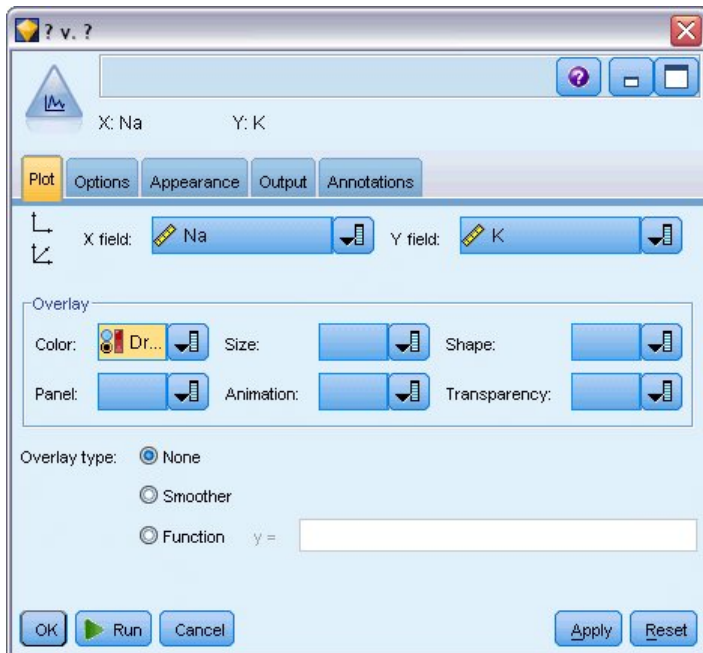 ? v. ?
X: Na Y: K
Plot Options Appearance Output Annotations
X field: Na Y field: K
Overlay
Color: Dr... Size: Shape:
Panel: Animation: Transparency:
Overlay type: None
Smoother
Function y =
OK Run Cancel Apply Reset